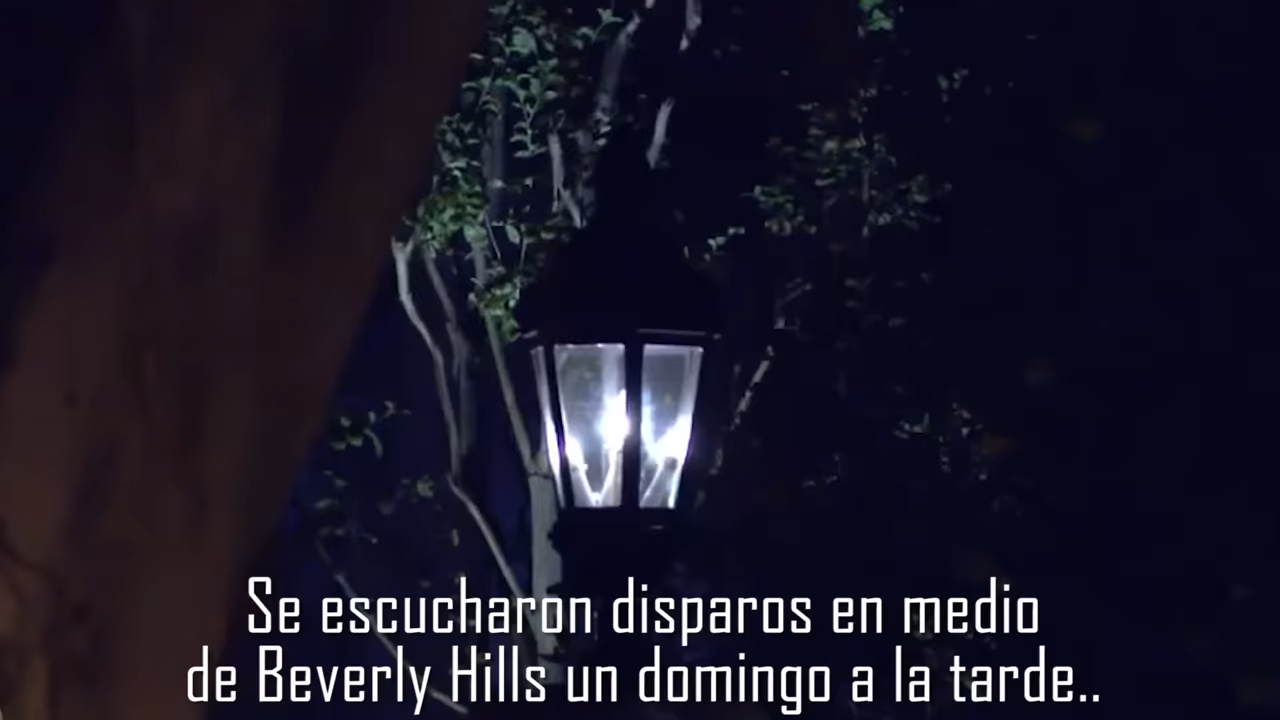 Se escucharon disparos en medio
de Beverly Hills un domingo a la tarde..